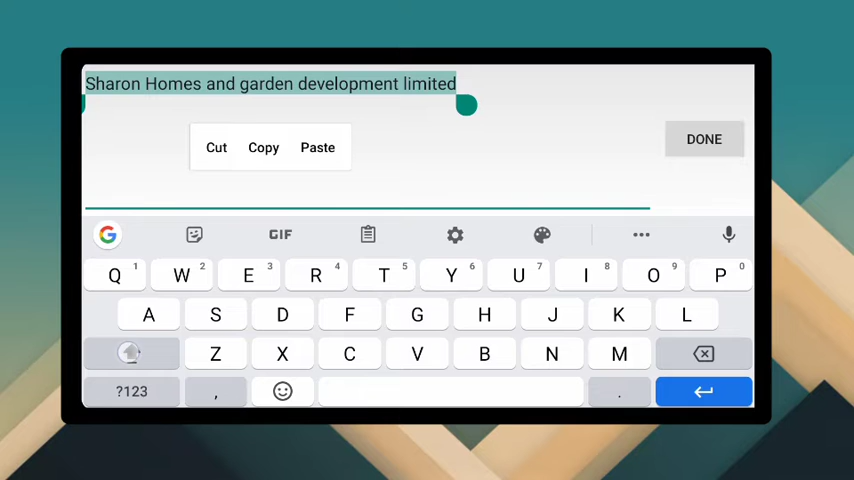 Sharon Homes and garden development limited
Cut Copy Paste
DONE
G GIF •••
Q 1 W 2 E 3 R 4 T 5 Y 6 U 7 I 8 O 9 P 0
A S D F G H J K L
Z X C V B N M
?123 , .